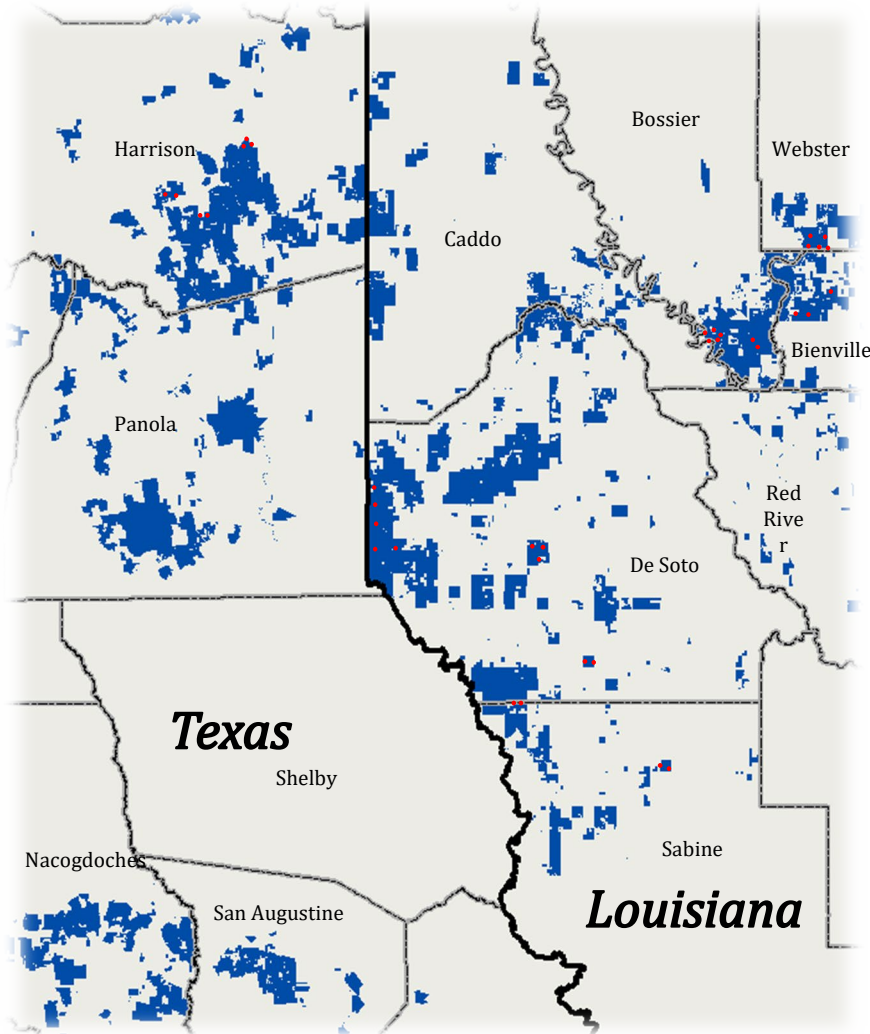 Bossier
Harrison
Webster
Caddo
Bienville
Panola
Red
Rive
r
De Soto
Texas
Shelby
Sabine
Nacogdoches
San Augustine
Louisiana